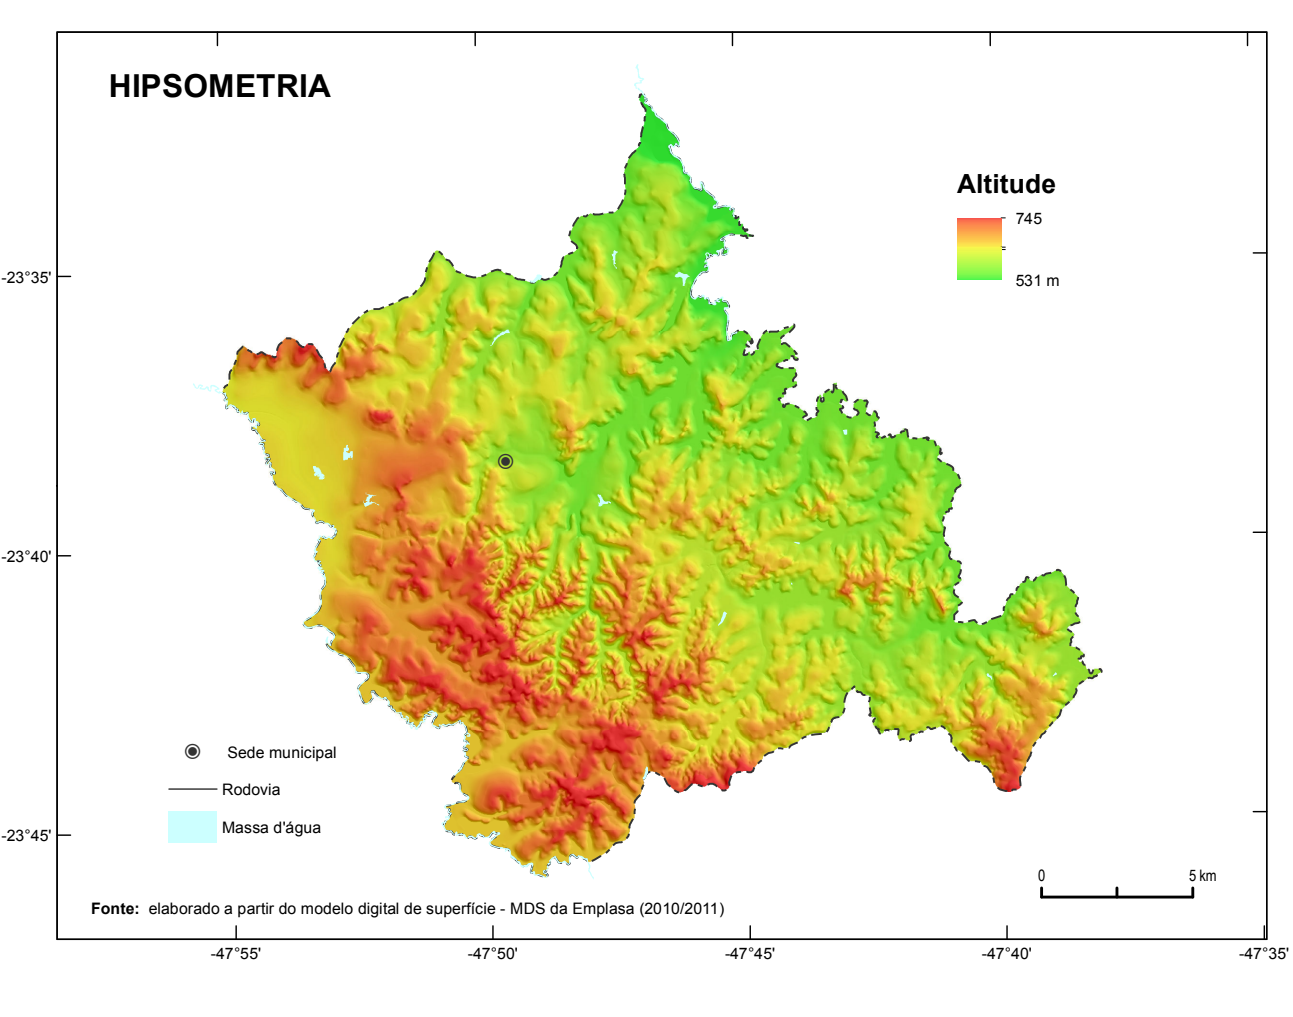 HIPSOMETRIA
Altitude
745
531 m
-23°35'
-23°40'
-23°45'
Sede municipal
Rodovia
Massa d'água
0 5 km
Fonte: elaborado a partir do modelo digital de superfície - MDS da Emplasa (2010/2011)
-47°55' -47°50' -47°45' -47°40' -47°35'